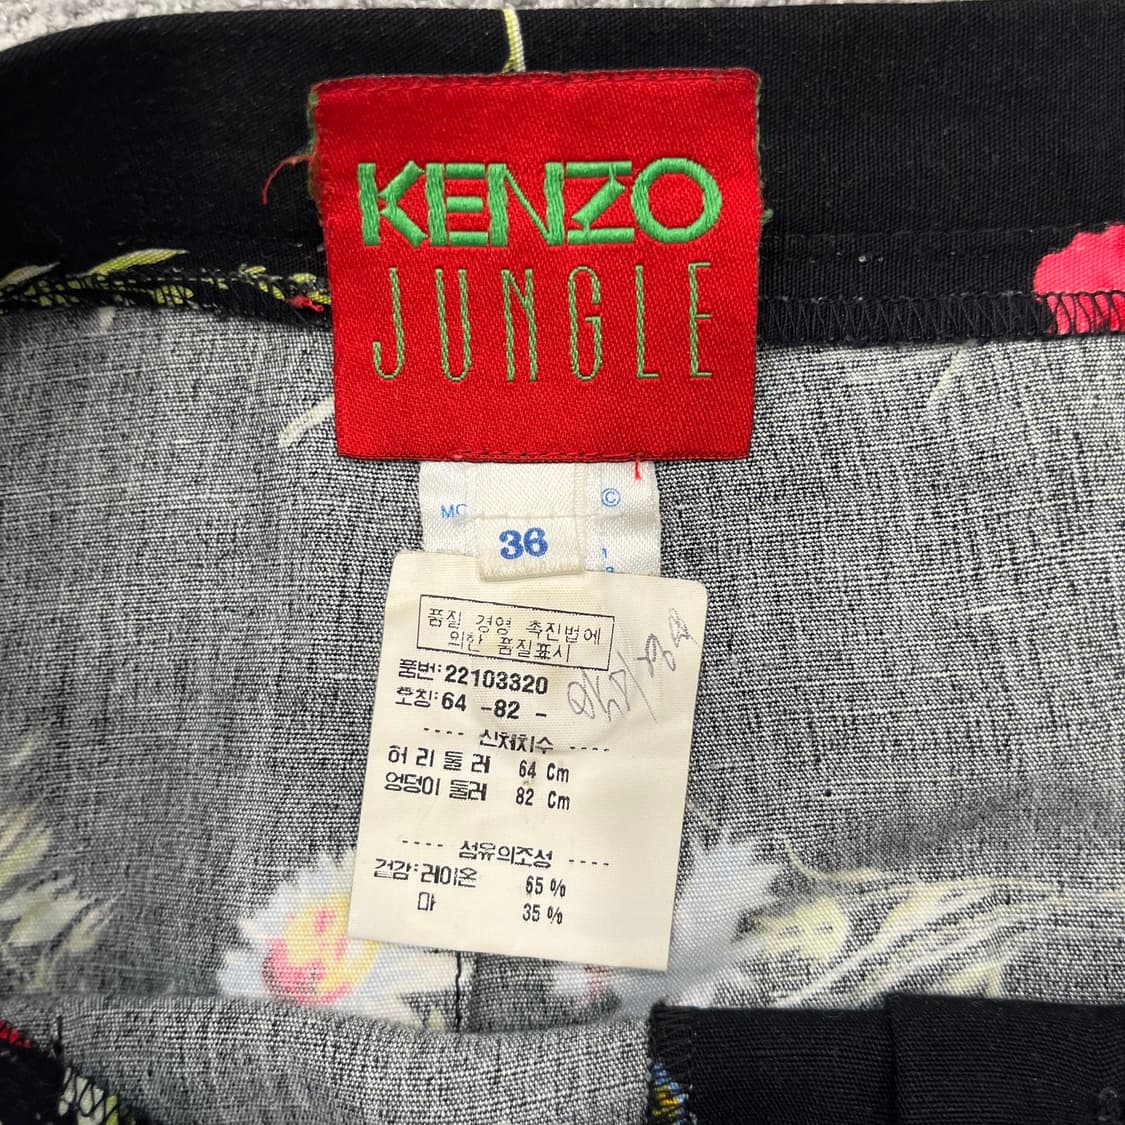 KENZO
JUNGLE
MC
©
36
품질 경영 촉진법에
의한 품질표시
품번:22103320
호칭:64 -82 -
---- 신체치수 ----
허리둘레 64 Cm
엉덩이 둘레 82 Cm
---- 섬유의조성 ----
겉감:레이온 65 %
마 35 %